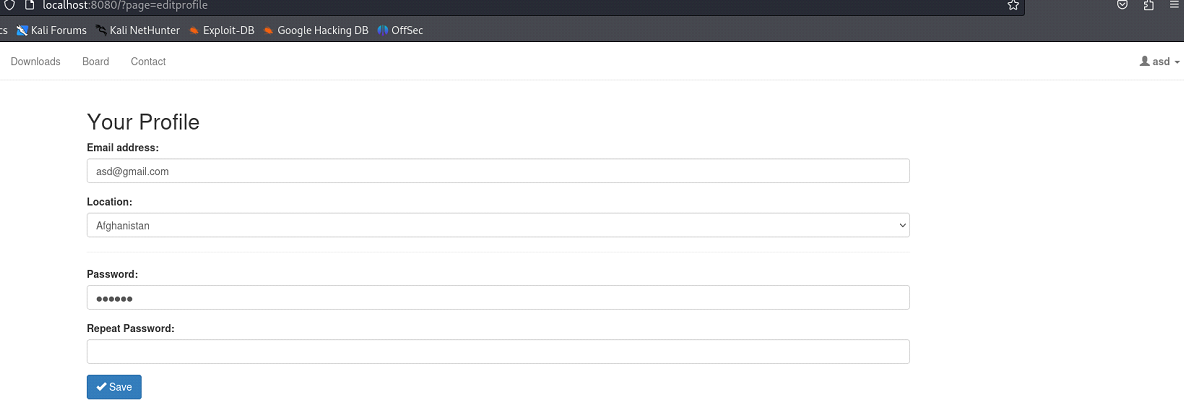 localhost:8080/?page=editprofile
cs Kali Forums Kali NetHunter Exploit-DB Google Hacking DB OffSec
Downloads Board Contact asd
Your Profile
Email address:
asd@gmail.com
Location:
Afghanistan
Password:
●●●●●●
Repeat Password:
Save